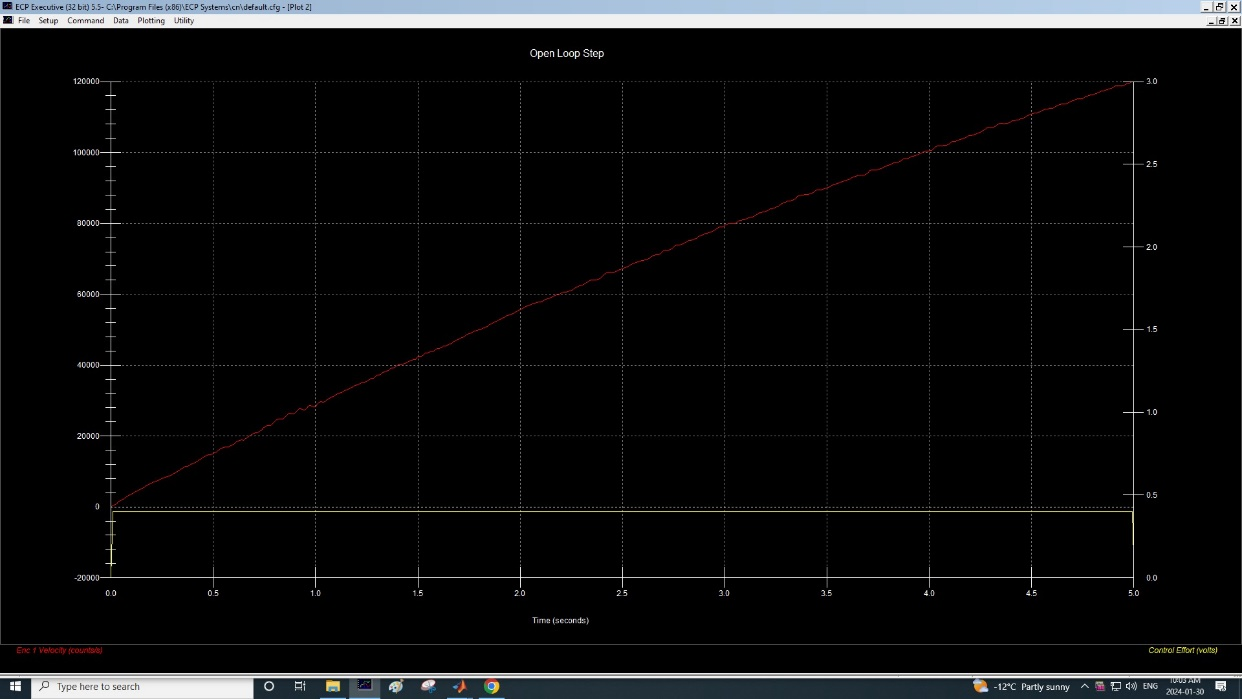 ECP Executive (32 bit) 5.5- C:\Program Files (x86)\ECP Systems\cn\default.cfg - [Plot 2]
File Setup Command Data Plotting Utility
Open Loop Step
120000 3.0
100000 2.5
80000 2.0
60000 1.5
40000 1.0
20000
0 0.5
-20000 0.0
0.0 0.5 1.0 1.5 2.0 2.5 3.0 3.5 4.0 4.5 5.0
Time (seconds)
Enc 1 Velocity (counts/s) Control Effort (volts)
Type here to search -12°C Partly sunny ENG 10:03 AM
2024-01-30